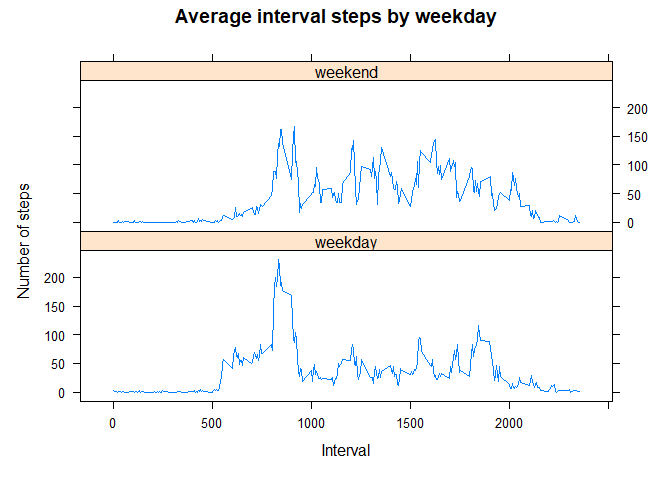 Average interval steps by weekday
weekend
200
150
100
50
0
Number of steps
weekday
200
150
100
50
0
0 500 1000 1500 2000
Interval